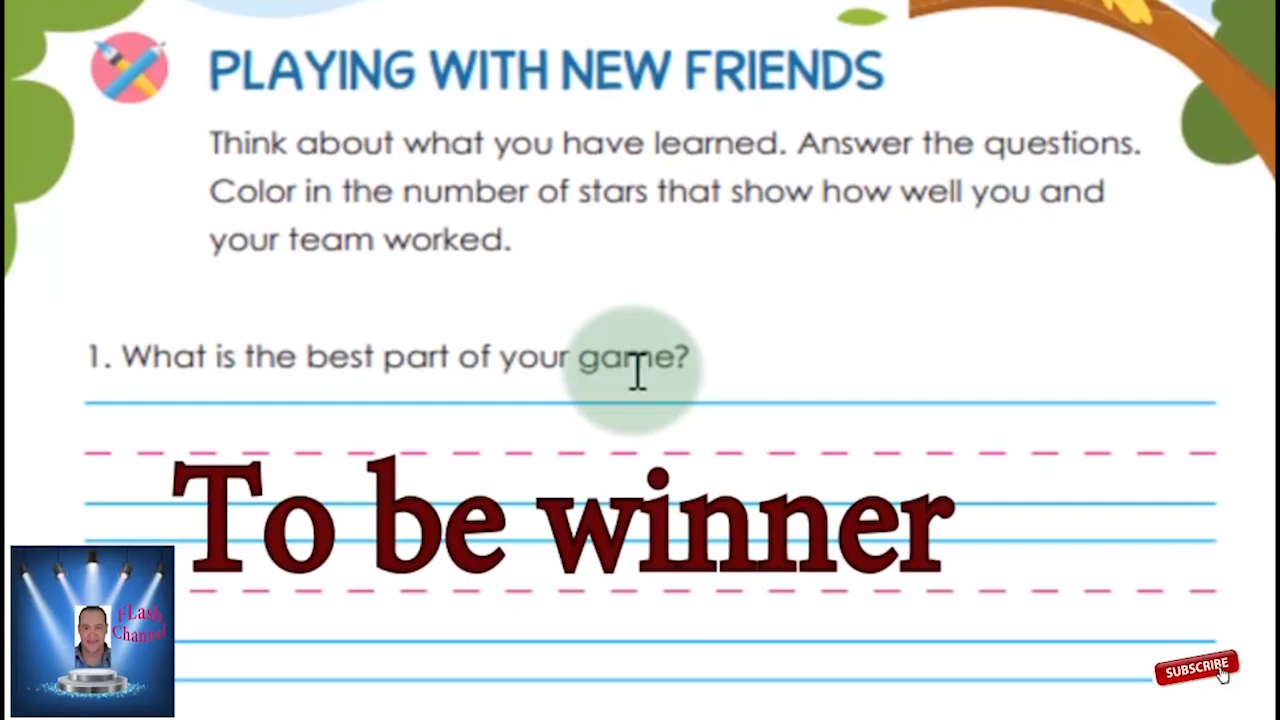 PLAYING WITH NEW FRIENDS
Think about what you have learned. Answer the questions.
Color in the number of stars that show how well you and
your team worked.
1. What is the best part of your game?
To be winner
fLash
Channel
SUBSCRIBE